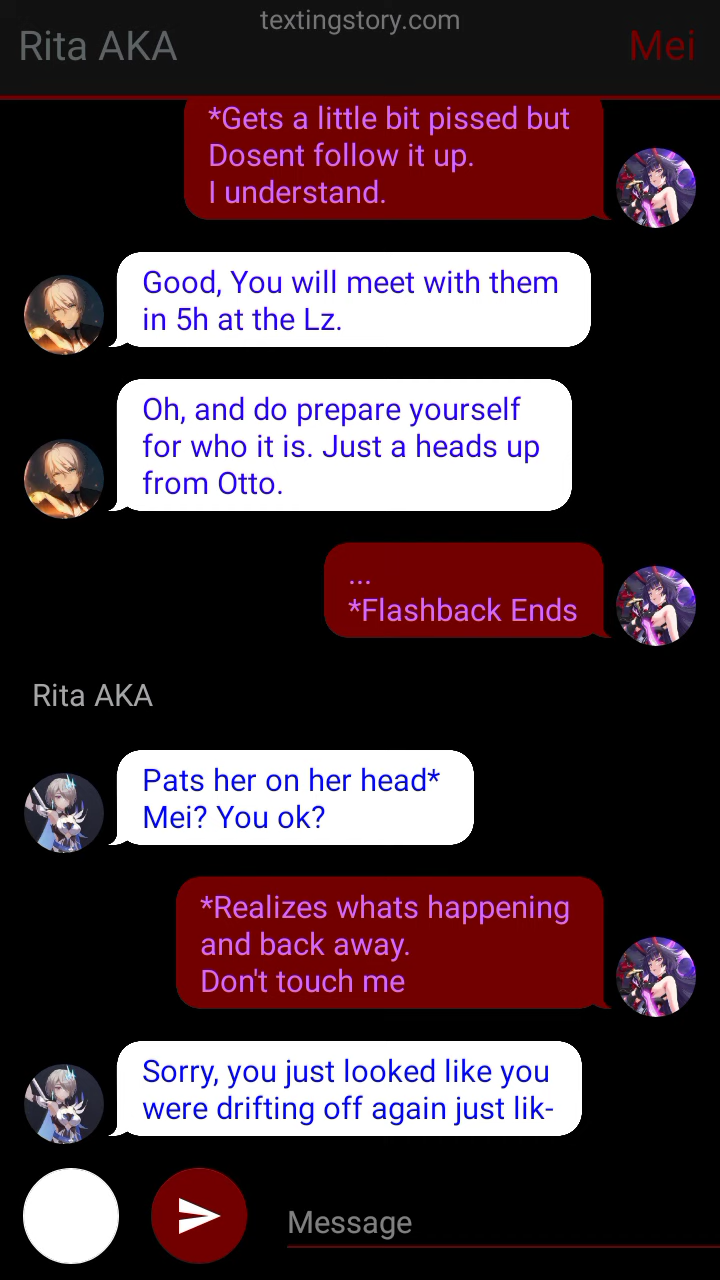 textingstory.com
Rita AKA
Mei
*Gets a little bit pissed but
Dosent follow it up.
I understand.
Good, You will meet with them
in 5h at the Lz.
Oh, and do prepare yourself
for who it is. Just a heads up
from Otto.
...
*Flashback Ends
Rita AKA
Pats her on her head*
Mei? You ok?
*Realizes whats happening
and back away.
Don't touch me
Sorry, you just looked like you
were drifting off again just lik-
Message